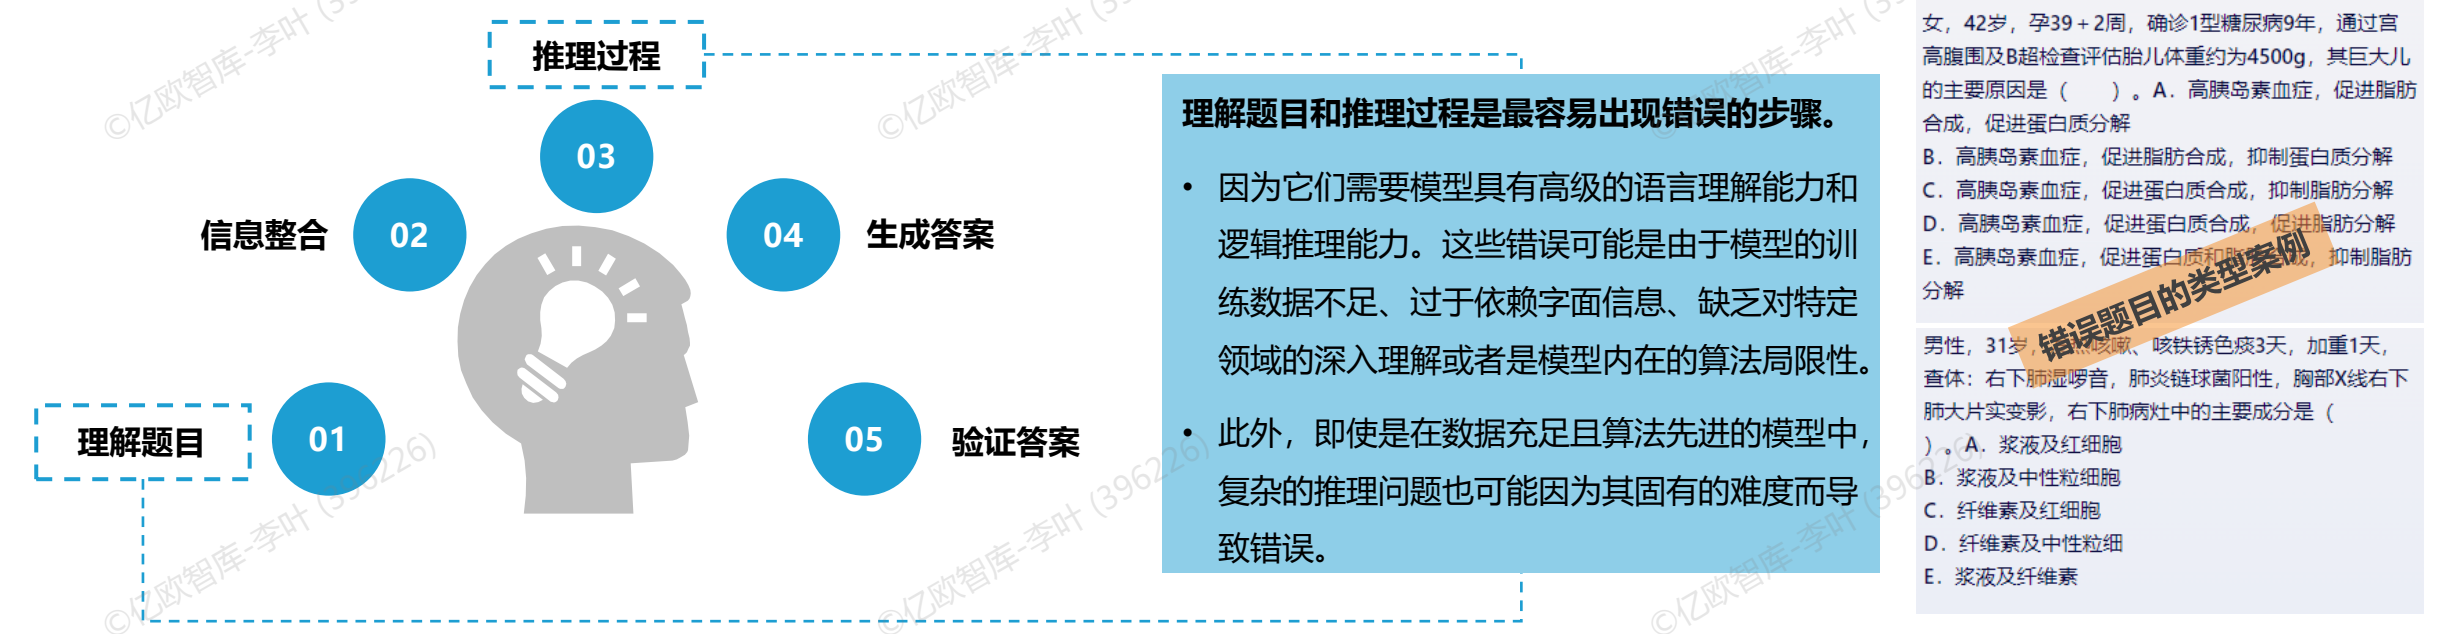 推理过程
03
信息整合
02
04
生成答案
理解题目
01
05
验证答案
理解题目和推理过程是最容易出现错误的步骤。
• 因为它们需要模型具有高级的语言理解能力和
逻辑推理能力。这些错误可能是由于模型的训
练数据不足、过于依赖字面信息、缺乏对特定
领域的深入理解或者是模型内在的算法局限性。
• 此外，即使是在数据充足且算法先进的模型中，
复杂的推理问题也可能因为其固有的难度而导
致错误。
女，42岁，孕39+2周，确诊1型糖尿病9年，通过宫
高腹围及B超检查评估胎儿体重约为4500g，其巨大儿
的主要原因是（　　）。A. 高胰岛素血症，促进脂肪
合成，促进蛋白质分解
B. 高胰岛素血症，促进脂肪合成，抑制蛋白质分解
C. 高胰岛素血症，促进蛋白质合成，抑制脂肪分解
D. 高胰岛素血症，促进蛋白质合成，促进脂肪分解
E. 高胰岛素血症，促进蛋白质和，抑制脂肪
分解
错误题目的类型案例
男性，31岁，咳嗽、咳铁锈色痰3天，加重1天，
查体：右下肺湿啰音，肺炎链球菌阳性，胸部X线右下
肺大片实变影，右下肺病灶中的主要成分是（
）。A. 浆液及红细胞
B. 浆液及中性粒细胞
C. 纤维素及红细胞
D. 纤维素及中性粒细
E. 浆液及纤维素
©亿欧智库-李叶 (396226)
©亿欧智库-李叶 (396226)